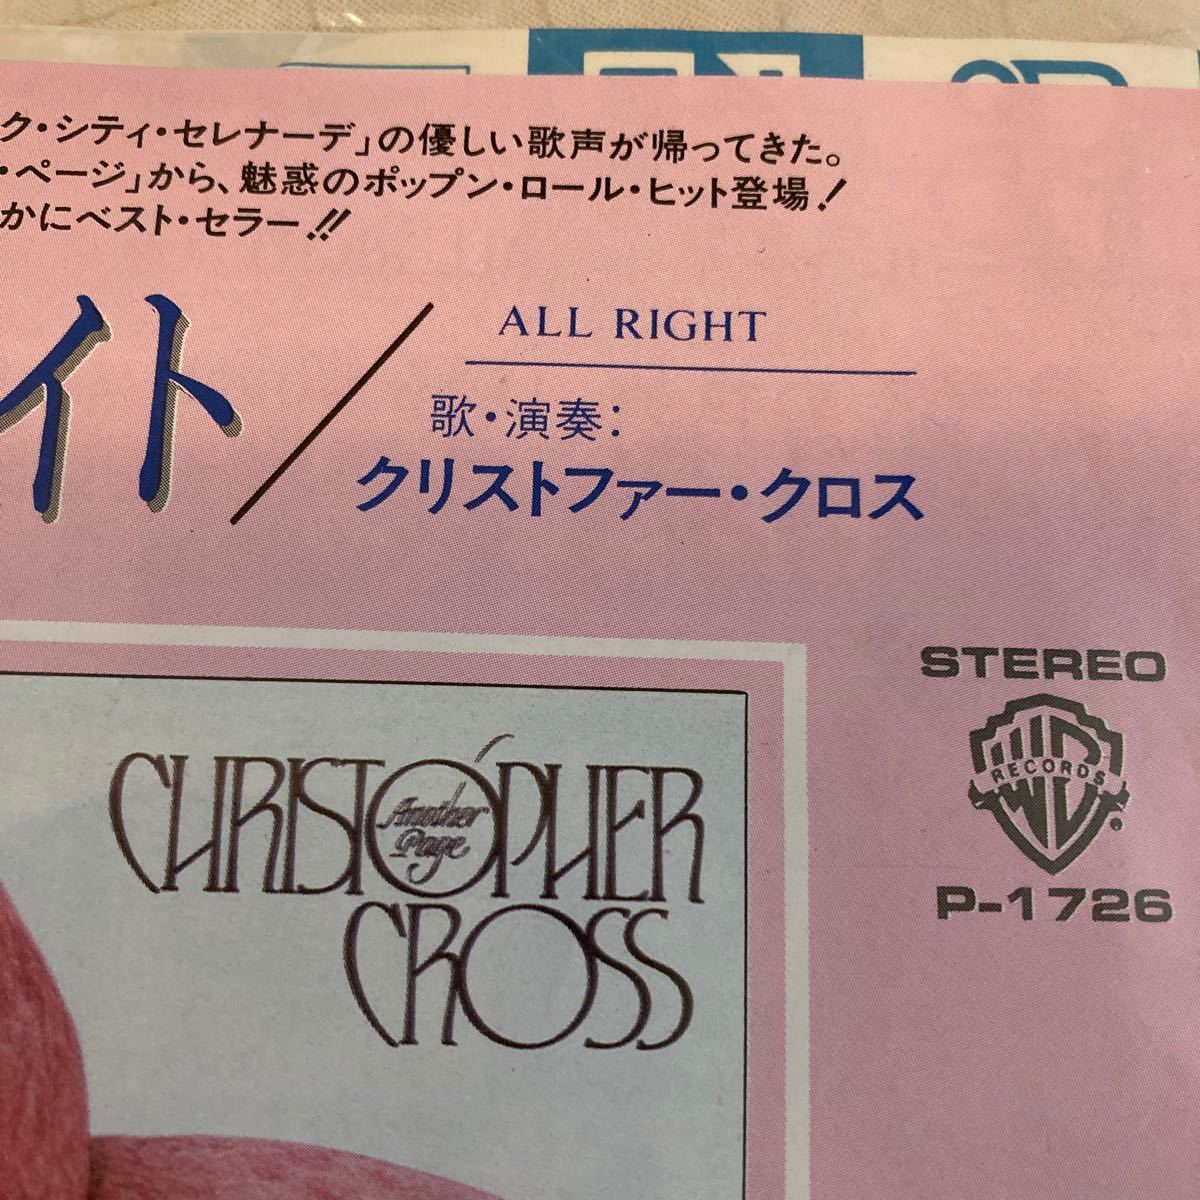 ク・シティ・セレナーデ」の優しい歌声が帰ってきた。
・ページ」から、魅惑のポップン・ロール・ヒット登場!
かにベスト・セラー!!
イト
ALL RIGHT
歌・演奏:
クリストファー・クロス
STEREO
RECORDS
P-1726
CHRISTOPHER
Another
Page
CROSS